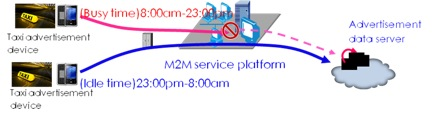 (Busy time)8:00am-23:00pm
Advertisement
data server
Taxi advertisement
device
M2M service platform
(Idle time)23:00pm-8:00am
Taxi advertisement
device